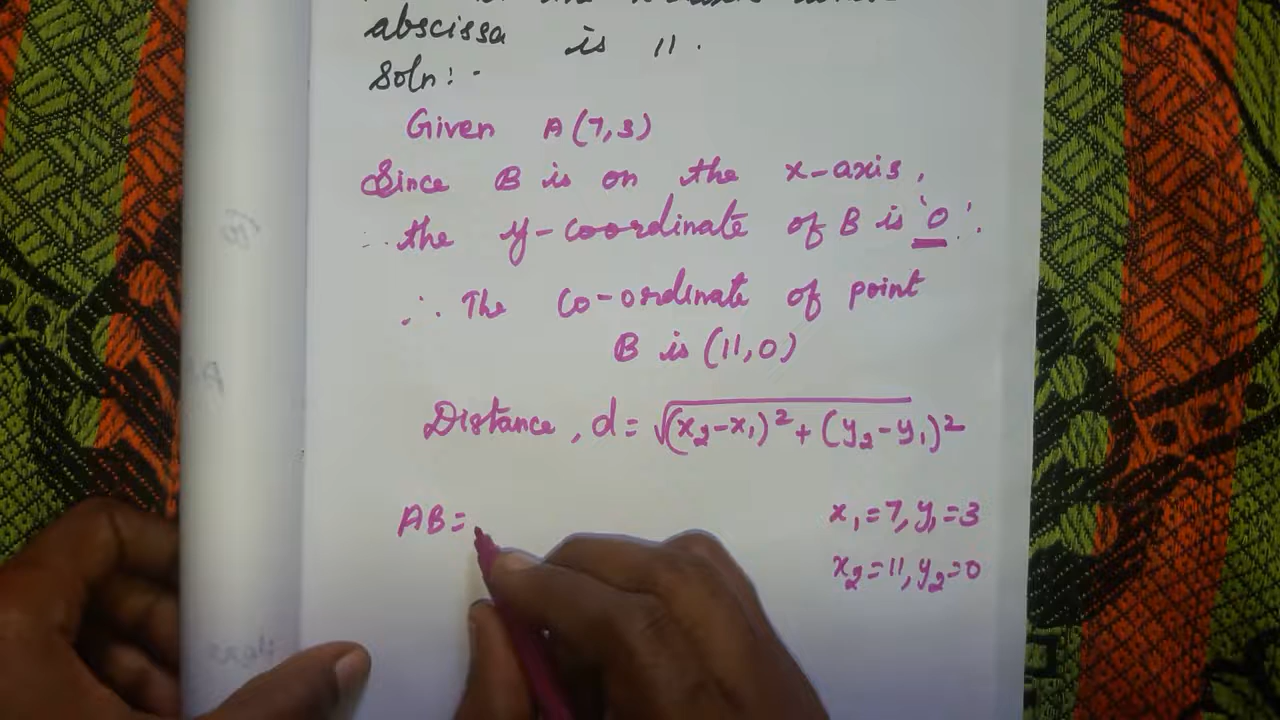 abscissa is 11.
Soln:-
Given A(7,3)
Since B is on the x-axis,
∴ the y-coordinate of B is '0'.
∴ The Co-ordinate of point
B is (11,0)
Distance, d = √(x₂-x₁)² + (y₂-y₁)²
AB =
x₁=7, y₁=3
x₂=11, y₂=0